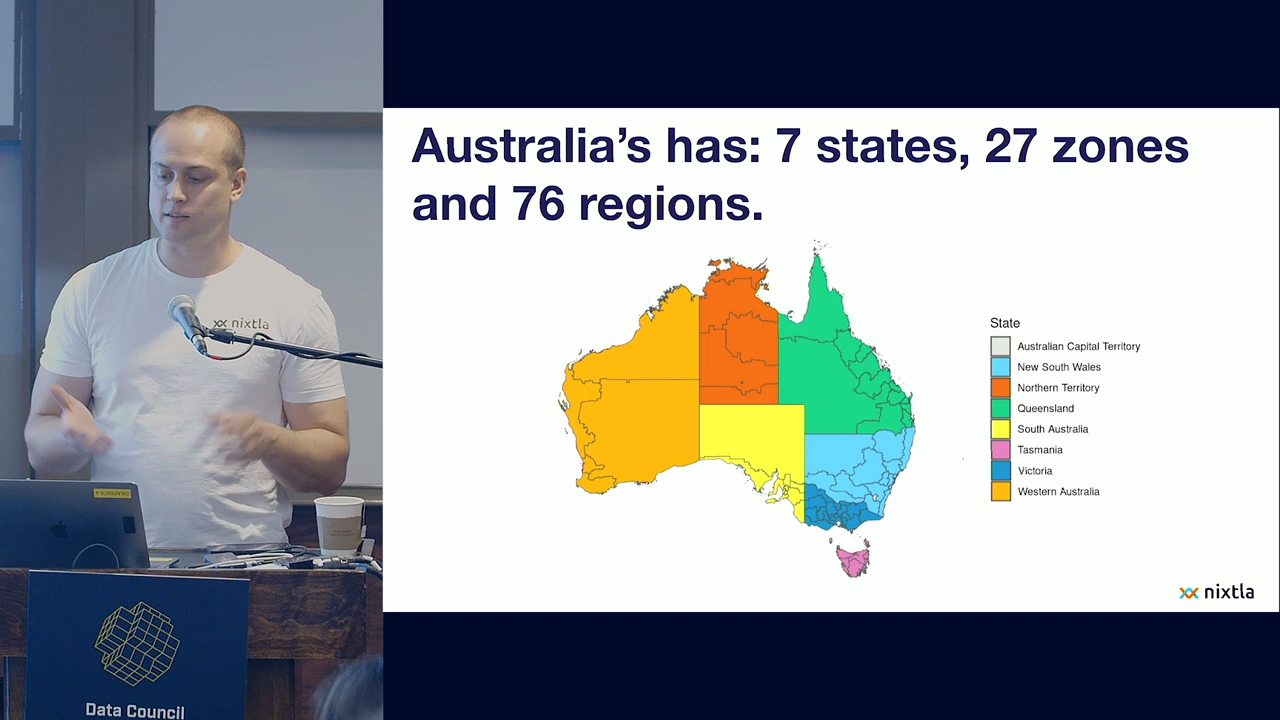 Australia’s has: 7 states, 27 zones
and 76 regions.
State
Australian Capital Territory
New South Wales
Northern Territory
Queensland
South Australia
Tasmania
Victoria
Western Australia
nixtla
nixtla
Data Council